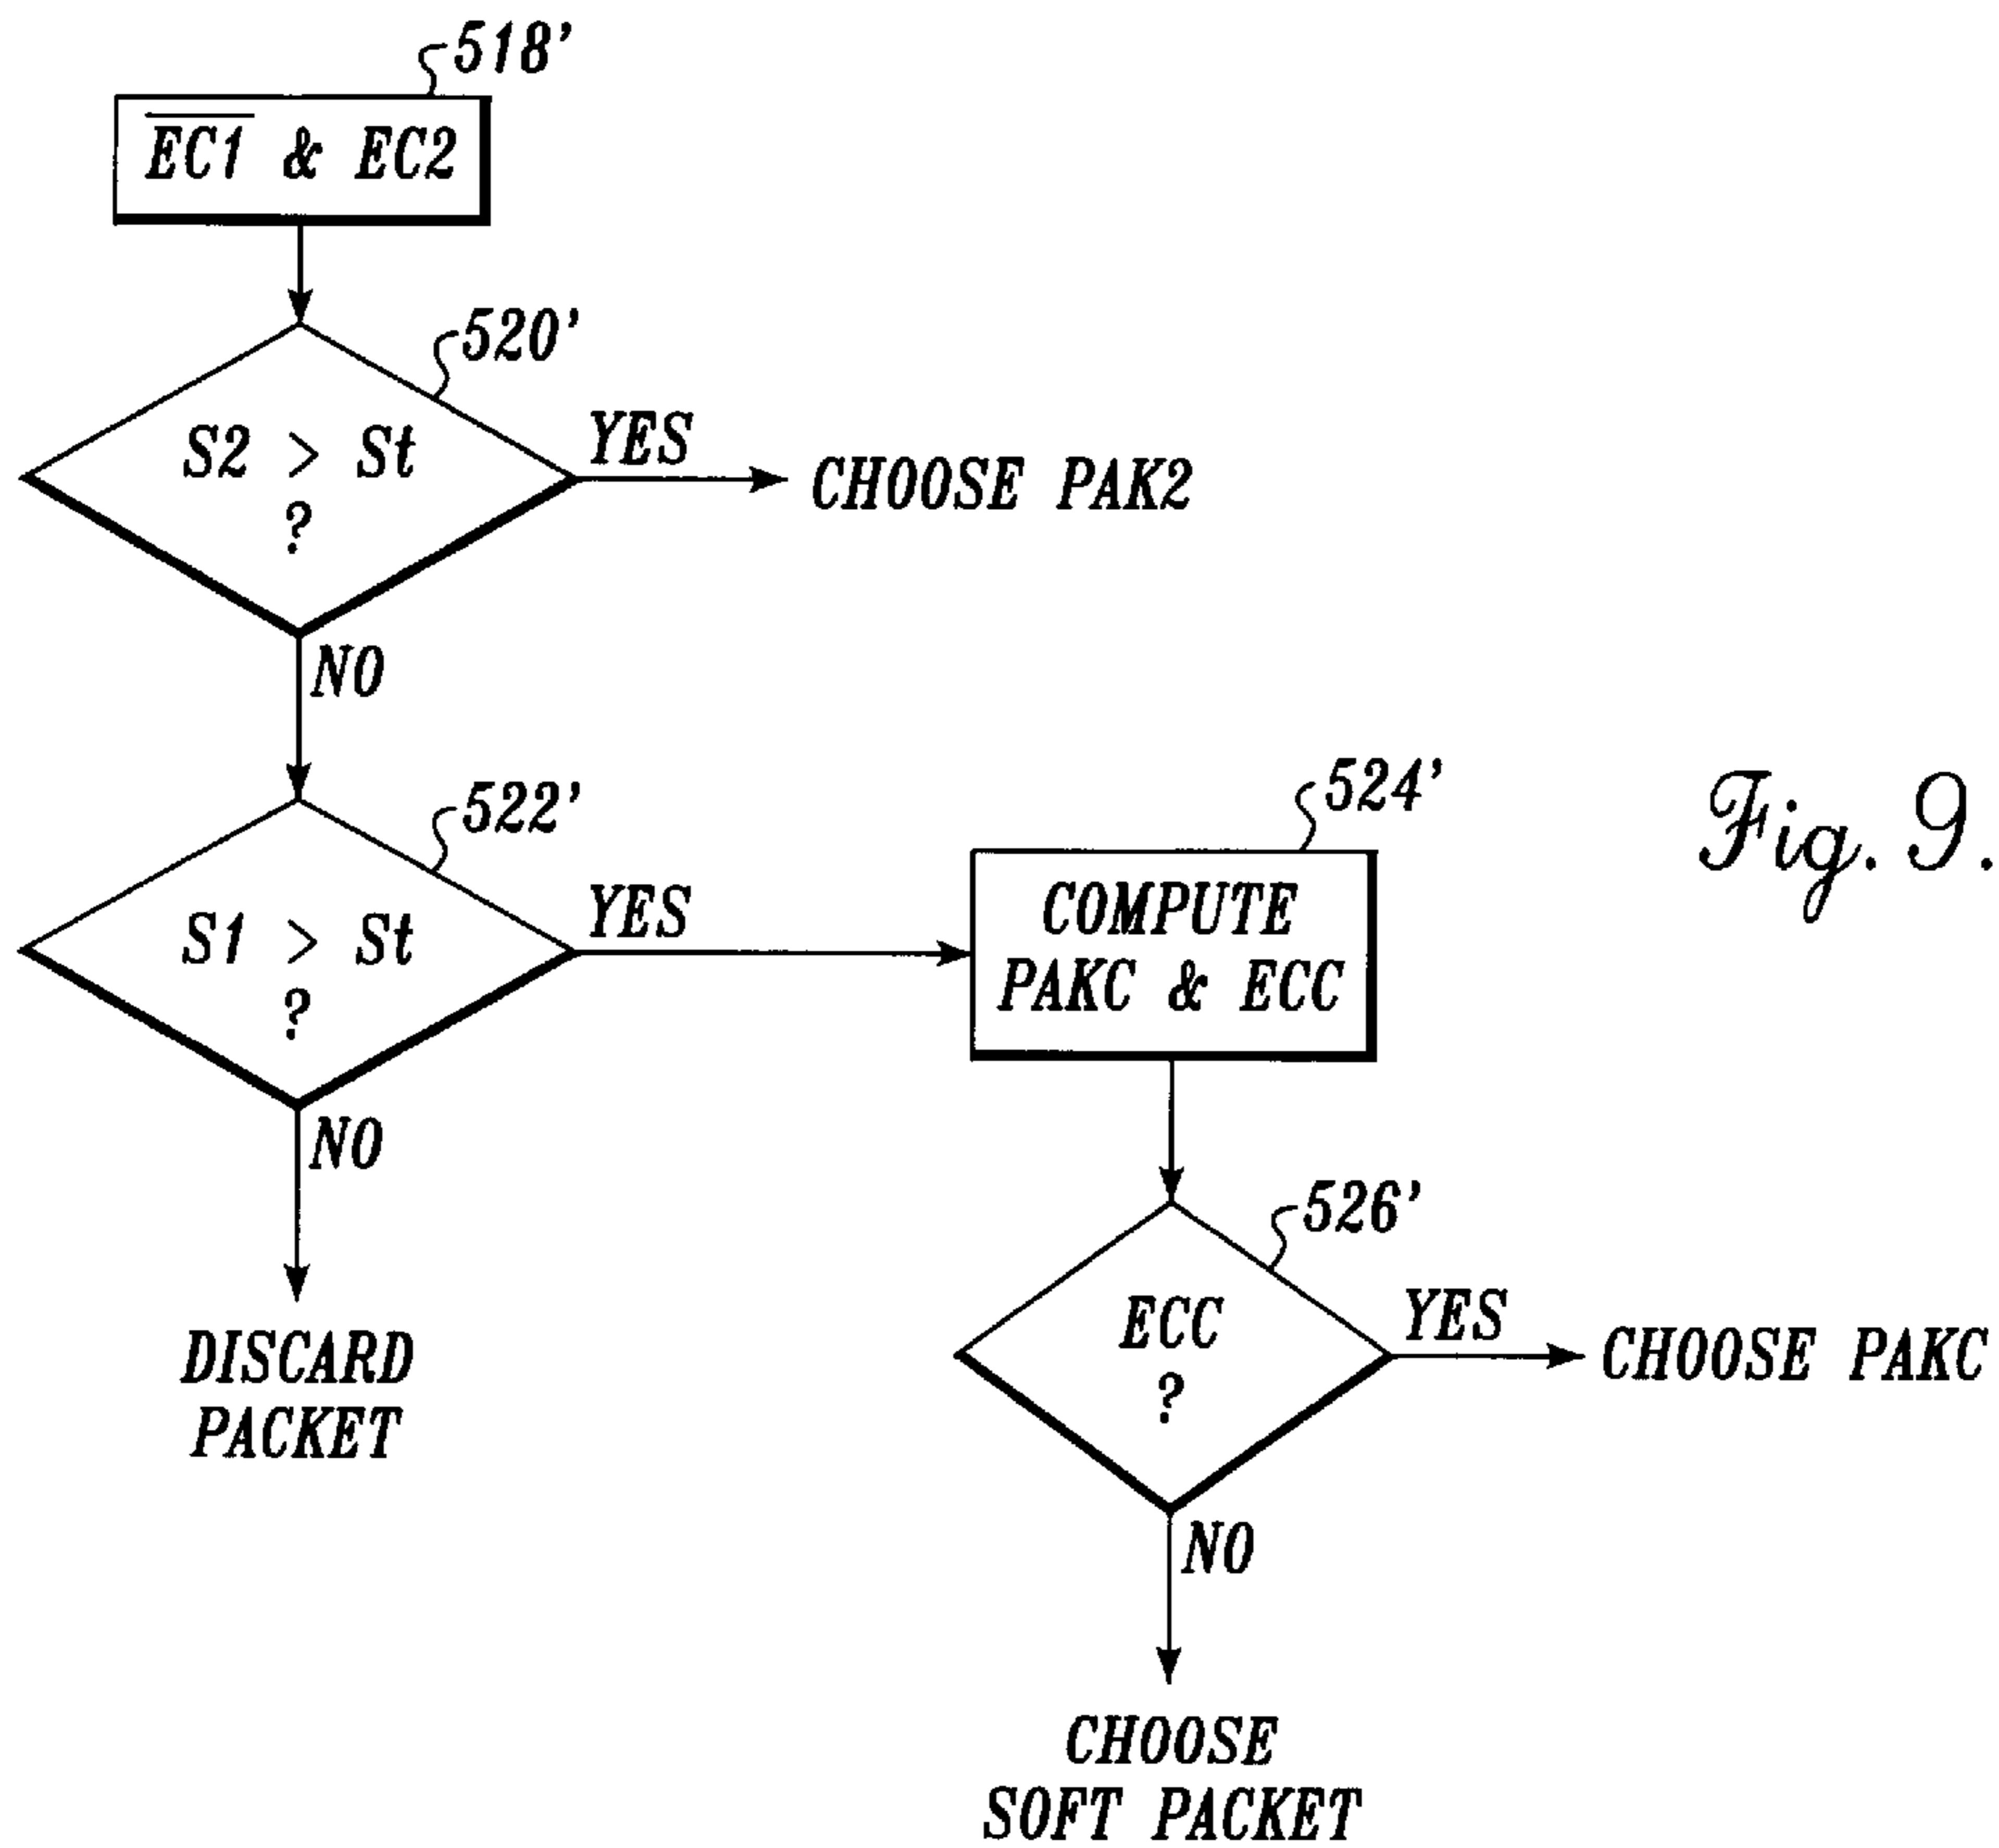 518'
EC1 & EC2
520'
S2 > St
?
YES
CHOOSE PAK2
NO
522'
S1 > St
?
YES
524'
COMPUTE
PAKC & ECC
Fig. 9.
NO
DISCARD
PACKET
526'
ECC
?
YES
CHOOSE PAKC
NO
CHOOSE
SOFT PACKET